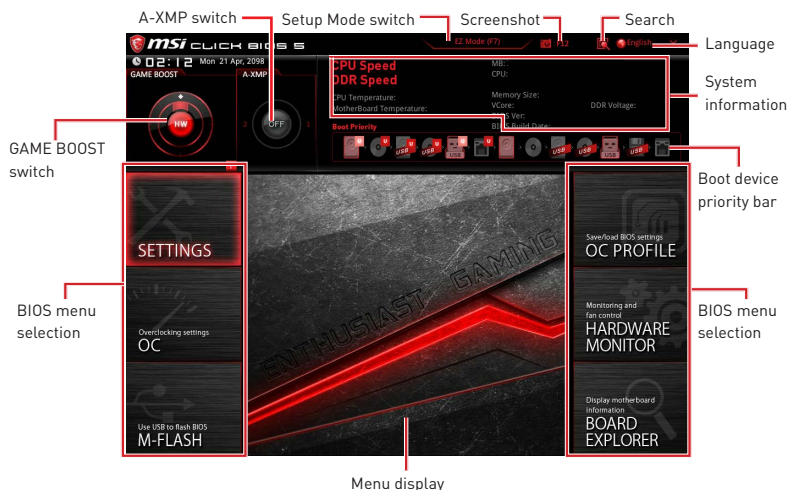 A-XMP switch
Setup Mode switch
Screenshot
Search
msi CLICK BIOS 5
EZ Mode (F7)
F12
English
X
Language
02:12 Mon 21 Apr, 2098
GAME BOOST
A-XMP
HW
2
OFF
1
CPU Speed
DDR Speed
CPU Temperature:
MotherBoard Temperature:
MB:
CPU:
Memory Size:
VCore:
DDR Voltage:
BIOS Ver:
BIOS Build Date:
System
information
Boot Priority
U U USB U USB U USB U U USB USB USB USB
GAME BOOST
switch
Boot device
priority bar
SETTINGS
Overclocking settings
OC
Use USB to flash BIOS
M-FLASH
BIOS menu
selection
ENTHUSIAST GAMING
Save/load BIOS settings
OC PROFILE
Monitoring and
fan control
HARDWARE
MONITOR
Display motherboard
information
BOARD
EXPLORER
BIOS menu
selection
Menu display